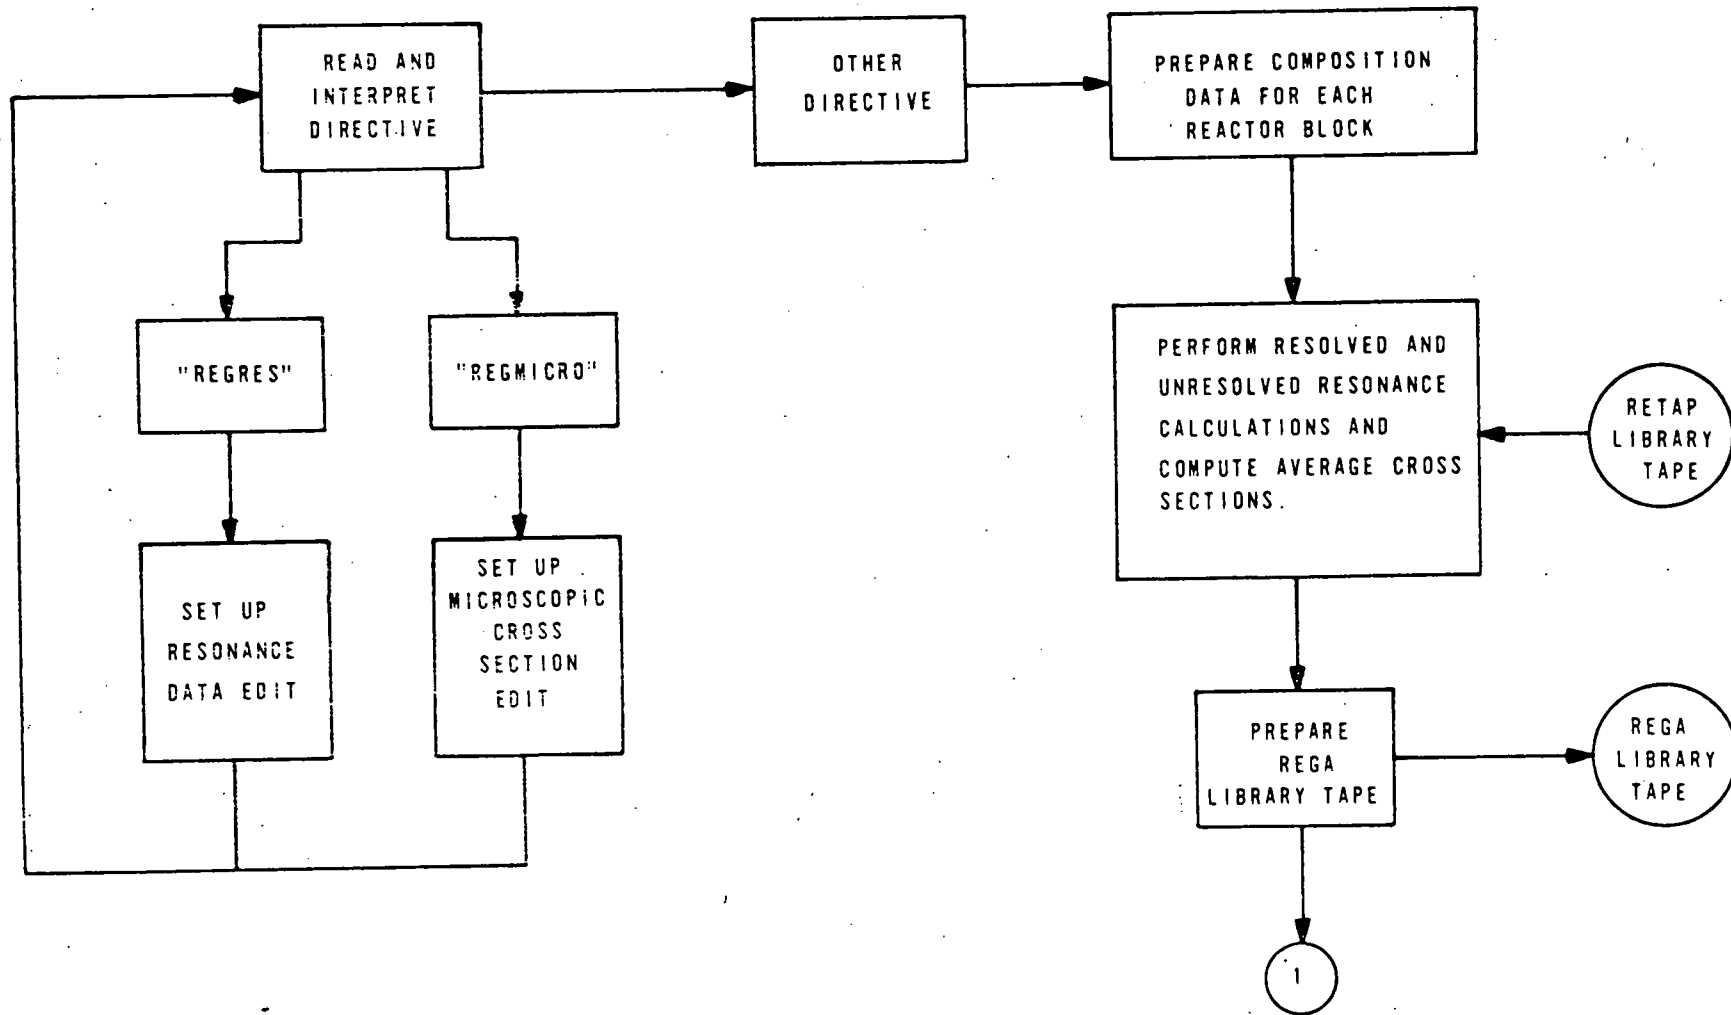 READ AND
INTERPRET
DIRECTIVE
OTHER
DIRECTIVE
PREPARE COMPOSITION
DATA FOR EACH
REACTOR BLOCK
"REGRES"
"REGMICRO"
PERFORM RESOLVED AND
UNRESOLVED RESONANCE
CALCULATIONS AND
COMPUTE AVERAGE CROSS
SECTIONS.
RETAP
LIBRARY
TAPE
SET UP
RESONANCE
DATA EDIT
SET UP
MICROSCOPIC
CROSS
SECTION
EDIT
PREPARE
REGA
LIBRARY TAPE
REGA
LIBRARY
TAPE
1